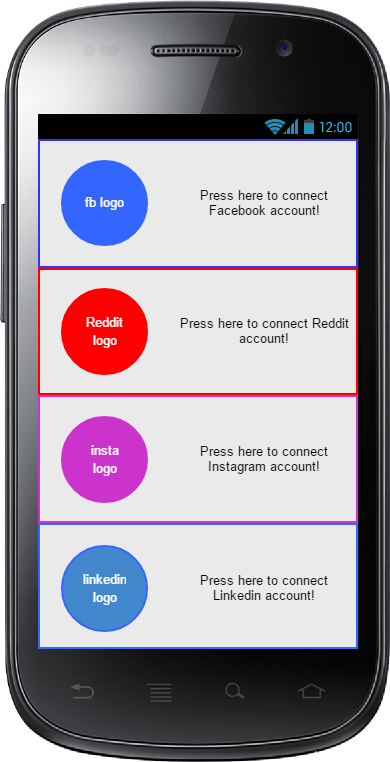 12:00
fb logo
Press here to connect
Facebook account!
Reddit
logo
Press here to connect Reddit
account!
insta
logo
Press here to connect
Instagram account!
linkedin
logo
Press here to connect
Linkedin account!